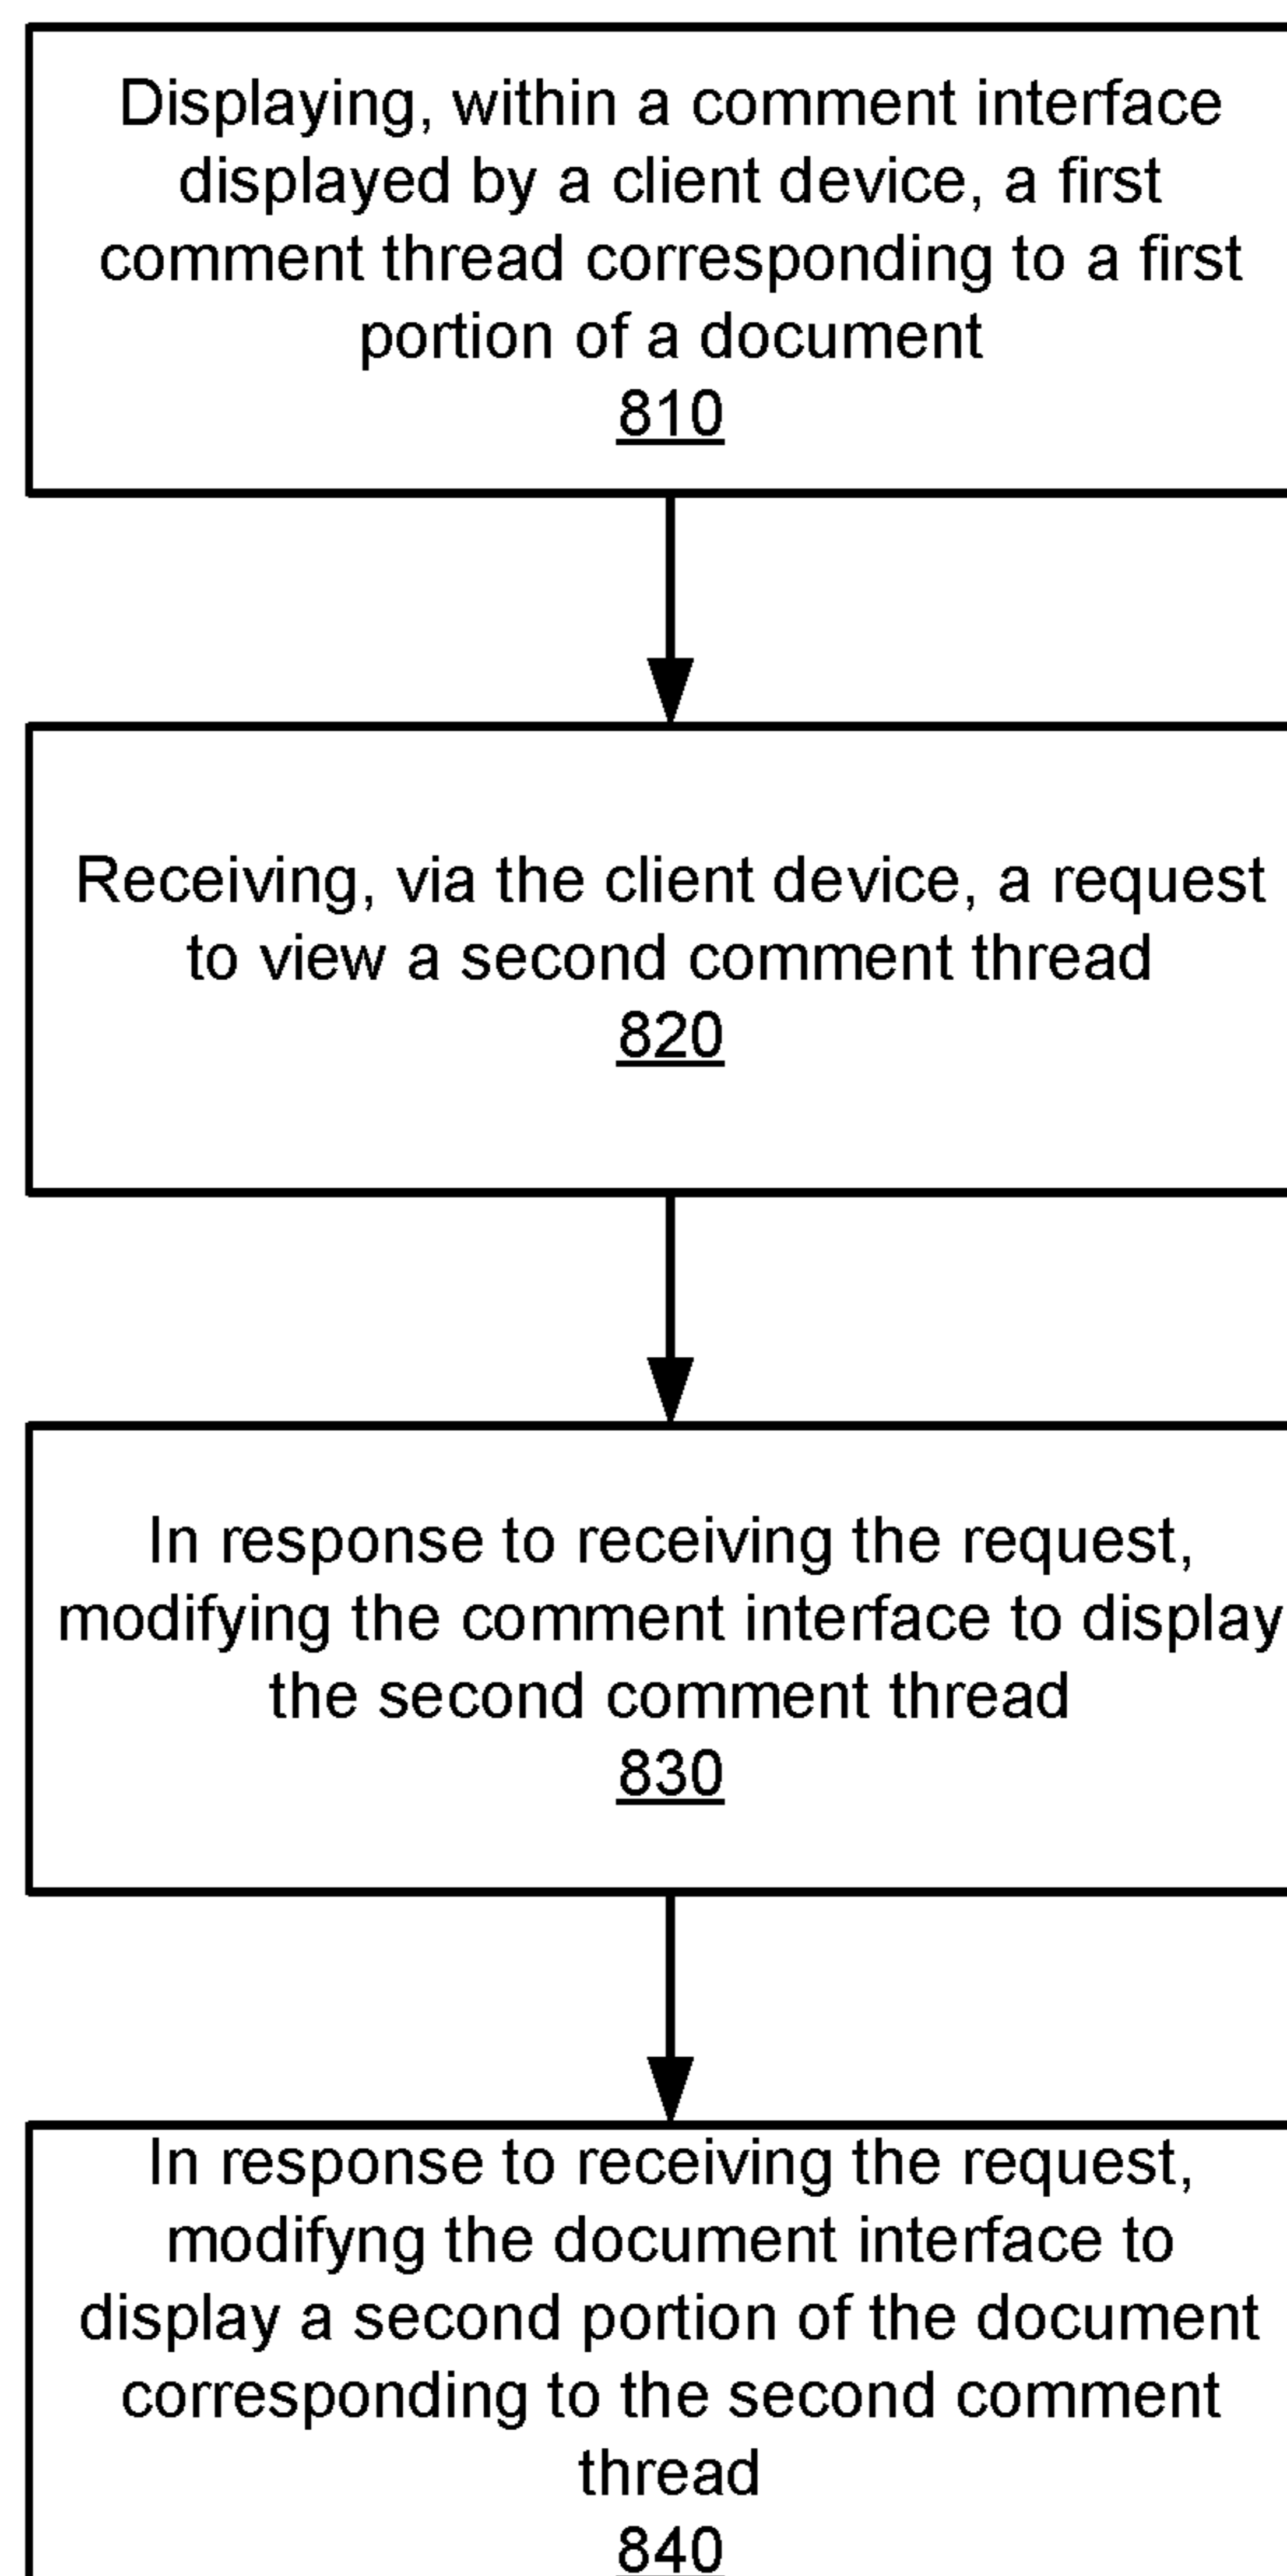 Displaying, within a comment interface
displayed by a client device, a first
comment thread corresponding to a first
portion of a document
810
Receiving, via the client device, a request
to view a second comment thread
820
In response to receiving the request,
modifying the comment interface to display
the second comment thread
830
In response to receiving the request,
modifyng the document interface to
display a second portion of the document
corresponding to the second comment
thread
840